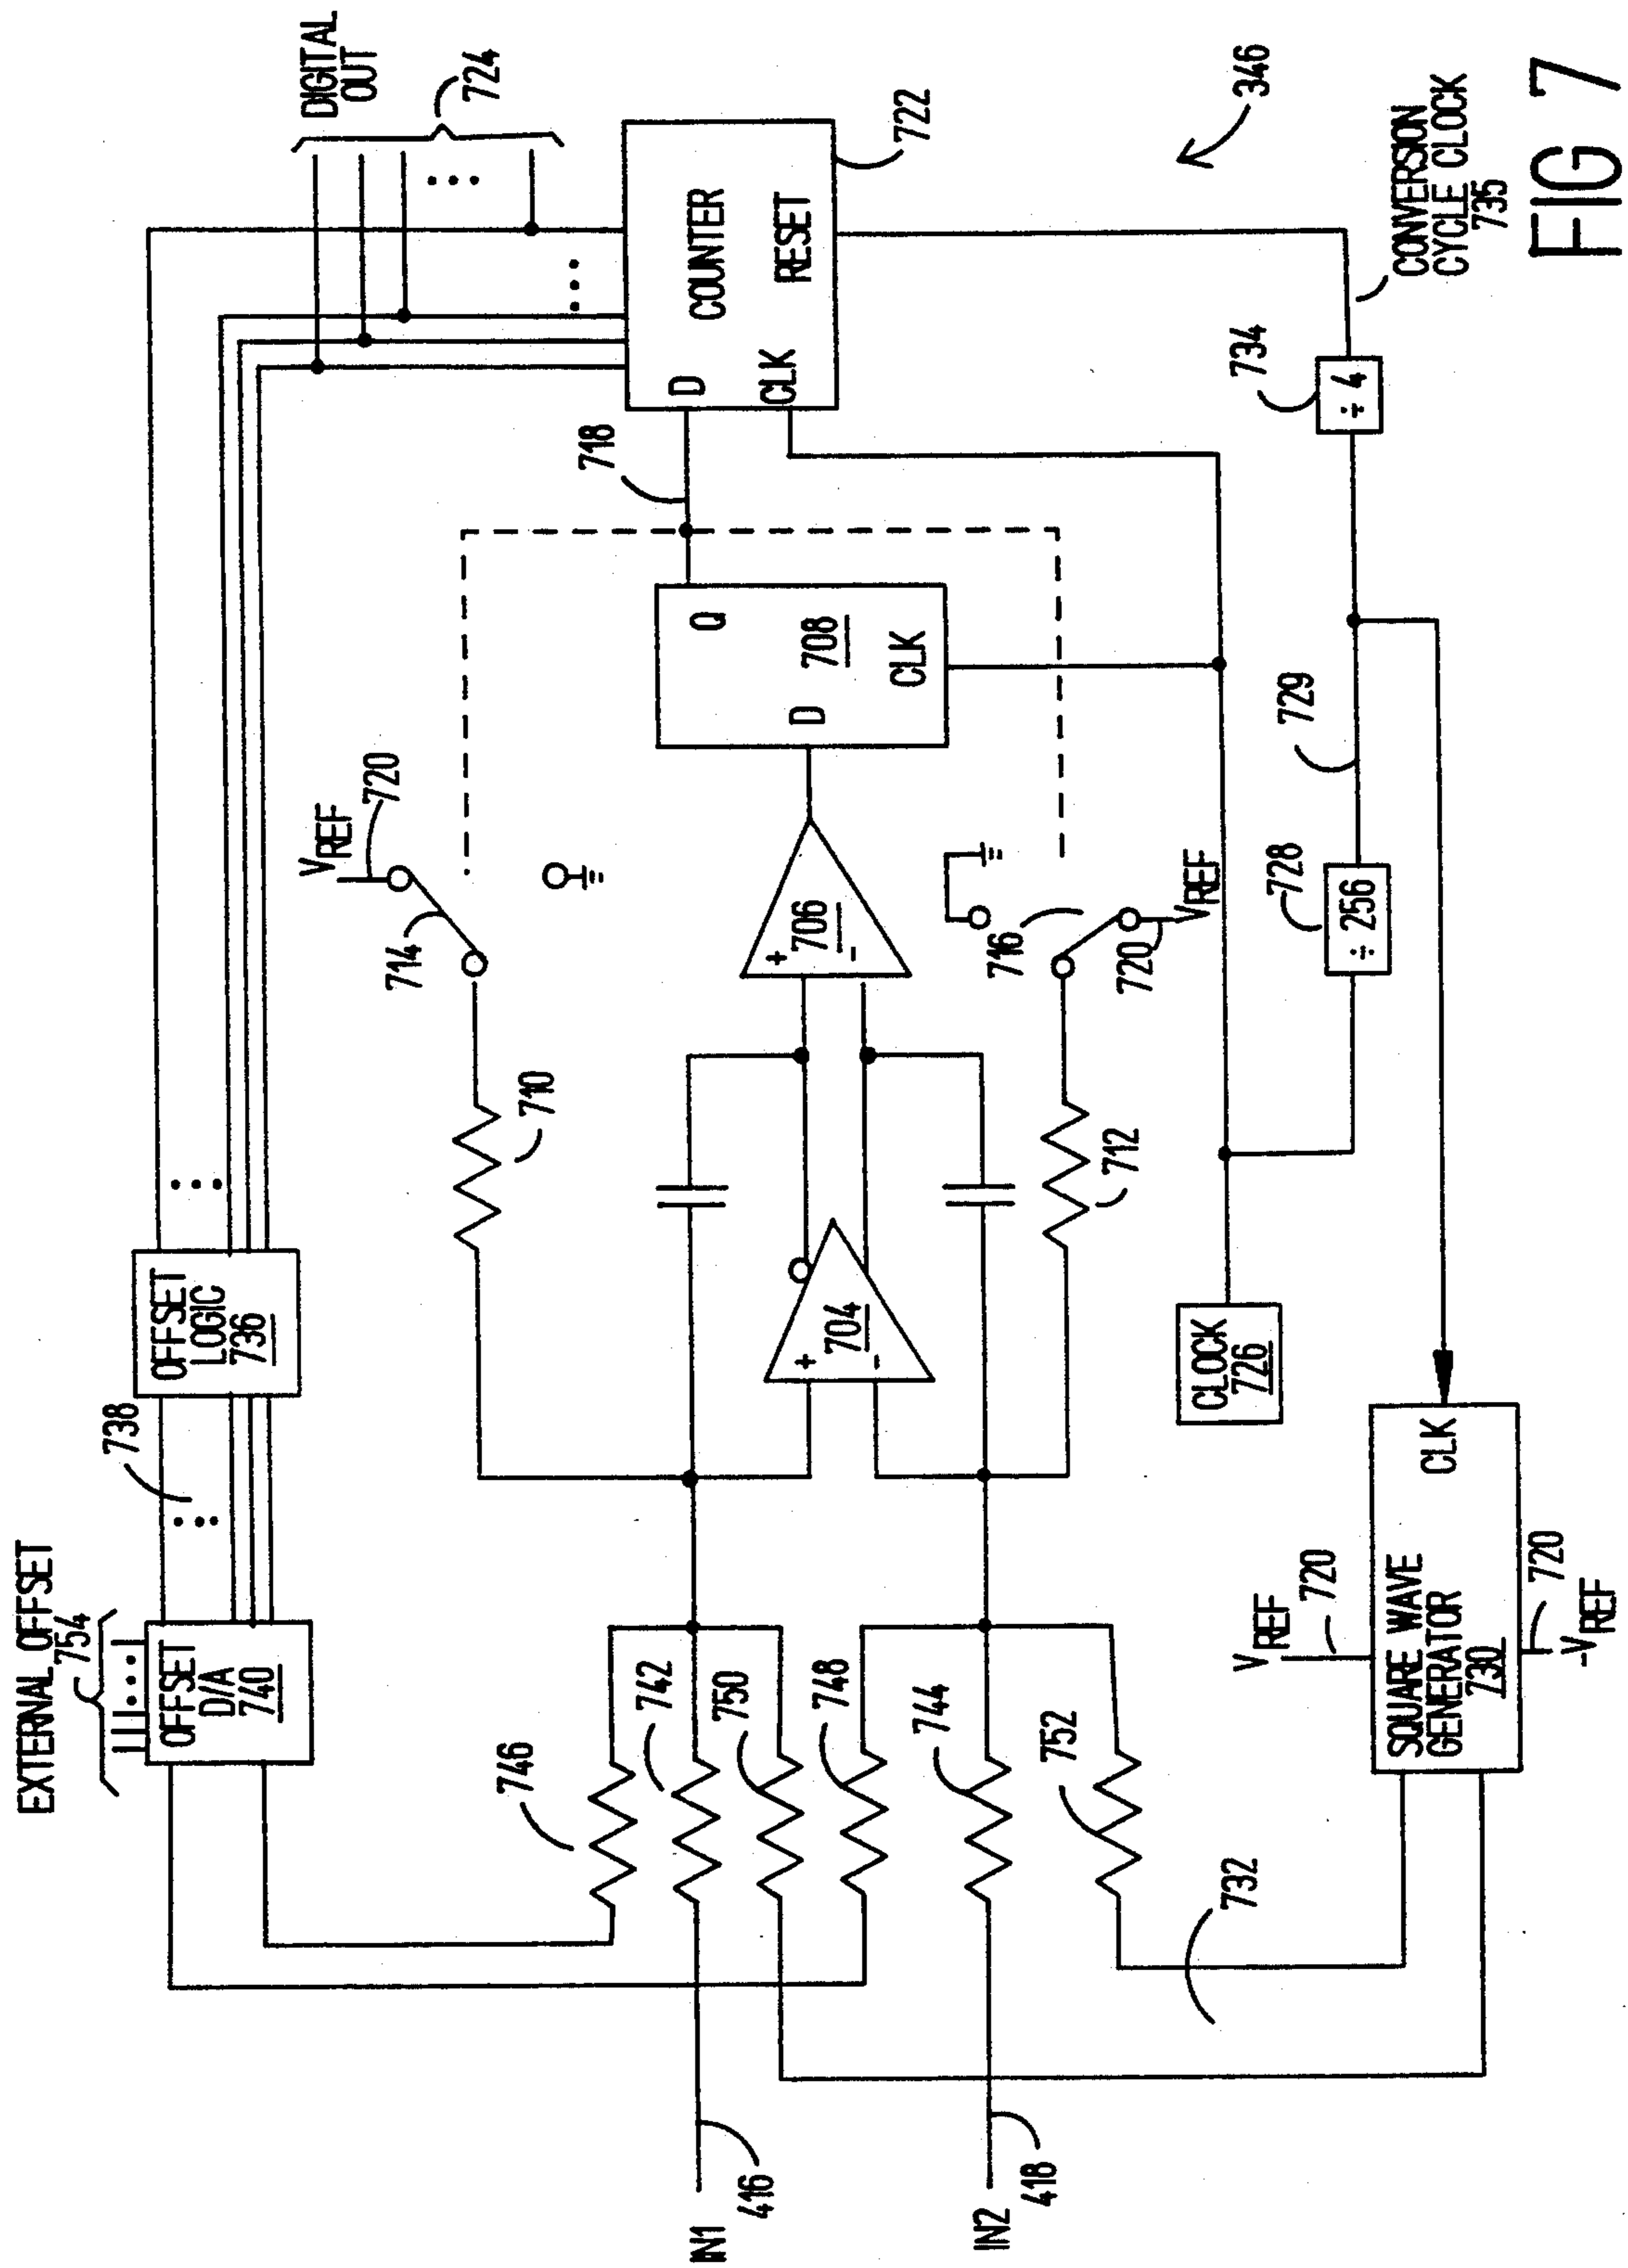 EXTERNAL OFFSET
754
OFFSET
D/A
740
738
OFFSET
LOGIC
736
DIGITAL
OUT
724
VREF
720
714
710
718
D
COUNTER
CLK
RESET
722
746
742
750
748
744
752
+
704
-
+
706
-
Q
708
D
CLK
716
720
VREF
712
346
IN1
416
IN2
418
732
CLOCK
726
728
÷ 256
729
734
÷ 4
CONVERSION
CYCLE CLOCK
735
VREF
720
SQUARE WAVE
GENERATOR
730
CLK
720
-VREF
FIG 7